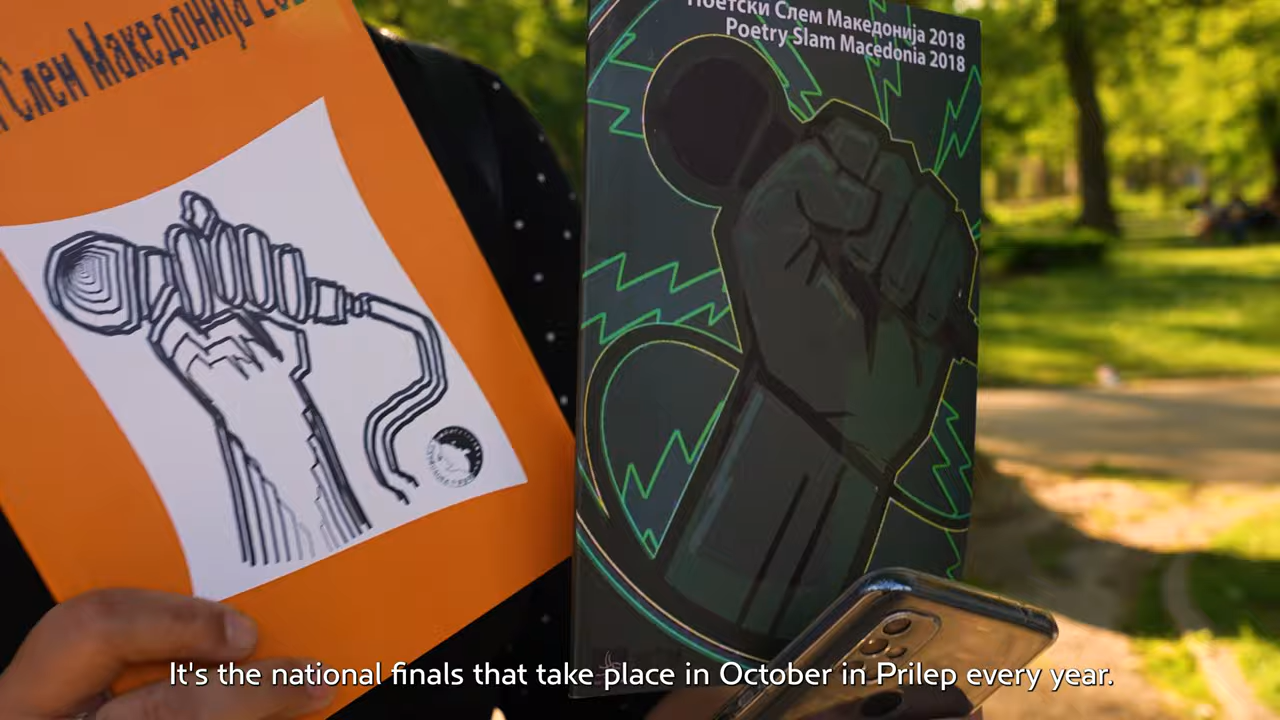 Слем Македонија
Поетски Слем Македонија 2018
Poetry Slam Macedonia 2018
It's the national finals that take place in October in Prilep every year.